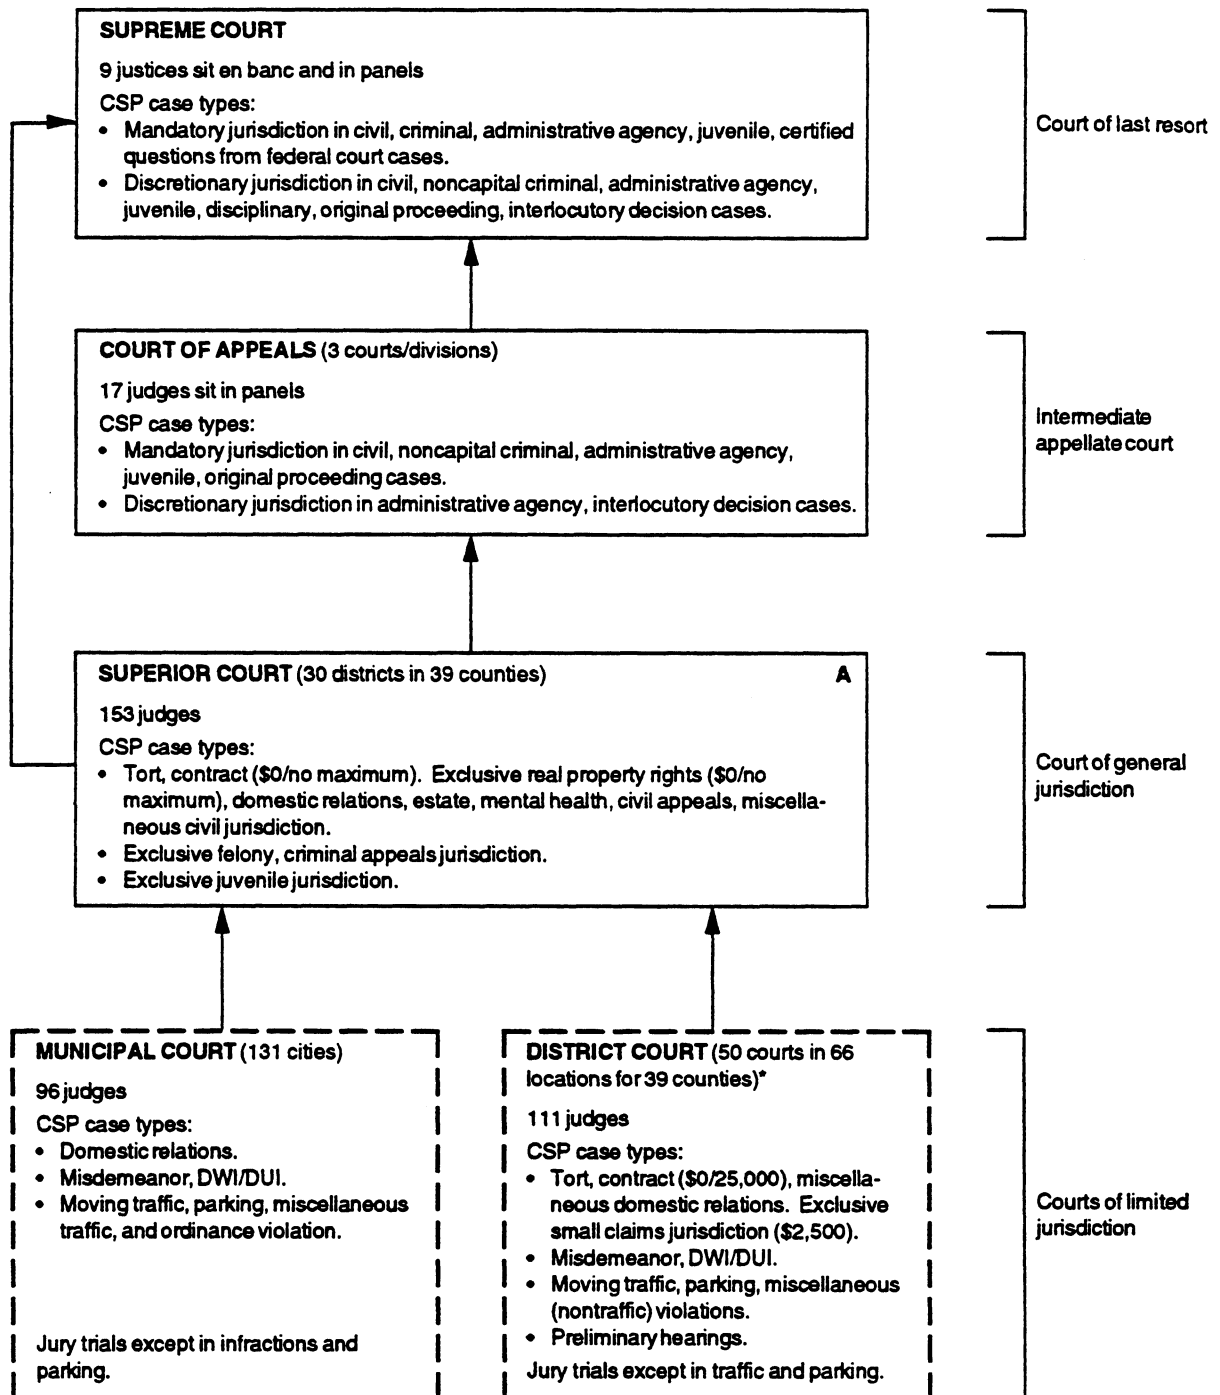 SUPREME COURT
9 justices sit en banc and in panels
CSP case types:
• Mandatory jurisdiction in civil, criminal, administrative agency, juvenile, certified
questions from federal court cases.
• Discretionary jurisdiction in civil, noncapital criminal, administrative agency,
juvenile, disciplinary, original proceeding, interlocutory decision cases.
Court of last resort
COURT OF APPEALS (3 courts/divisions)
17 judges sit in panels
CSP case types:
• Mandatory jurisdiction in civil, noncapital criminal, administrative agency,
juvenile, original proceeding cases.
• Discretionary jurisdiction in administrative agency, interlocutory decision cases.
Intermediate
appellate court
SUPERIOR COURT (30 districts in 39 counties) A
153 judges
CSP case types:
• Tort, contract ($0/no maximum). Exclusive real property rights ($0/no
maximum), domestic relations, estate, mental health, civil appeals, miscella-
neous civil jurisdiction.
• Exclusive felony, criminal appeals jurisdiction.
• Exclusive juvenile jurisdiction.
Court of general
jurisdiction
MUNICIPAL COURT (131 cities)
96 judges
CSP case types:
• Domestic relations.
• Misdemeanor, DWI/DUI.
• Moving traffic, parking, miscellaneous
traffic, and ordinance violation.
Jury trials except in infractions and
parking.
DISTRICT COURT (50 courts in 66
locations for 39 counties)*
111 judges
CSP case types:
• Tort, contract ($0/25,000), miscella-
neous domestic relations. Exclusive
small claims jurisdiction ($2,500).
• Misdemeanor, DWI/DUI.
• Moving traffic, parking, miscellaneous
(nontraffic) violations.
• Preliminary hearings.
Jury trials except in traffic and parking.
Courts of limited
jurisdiction